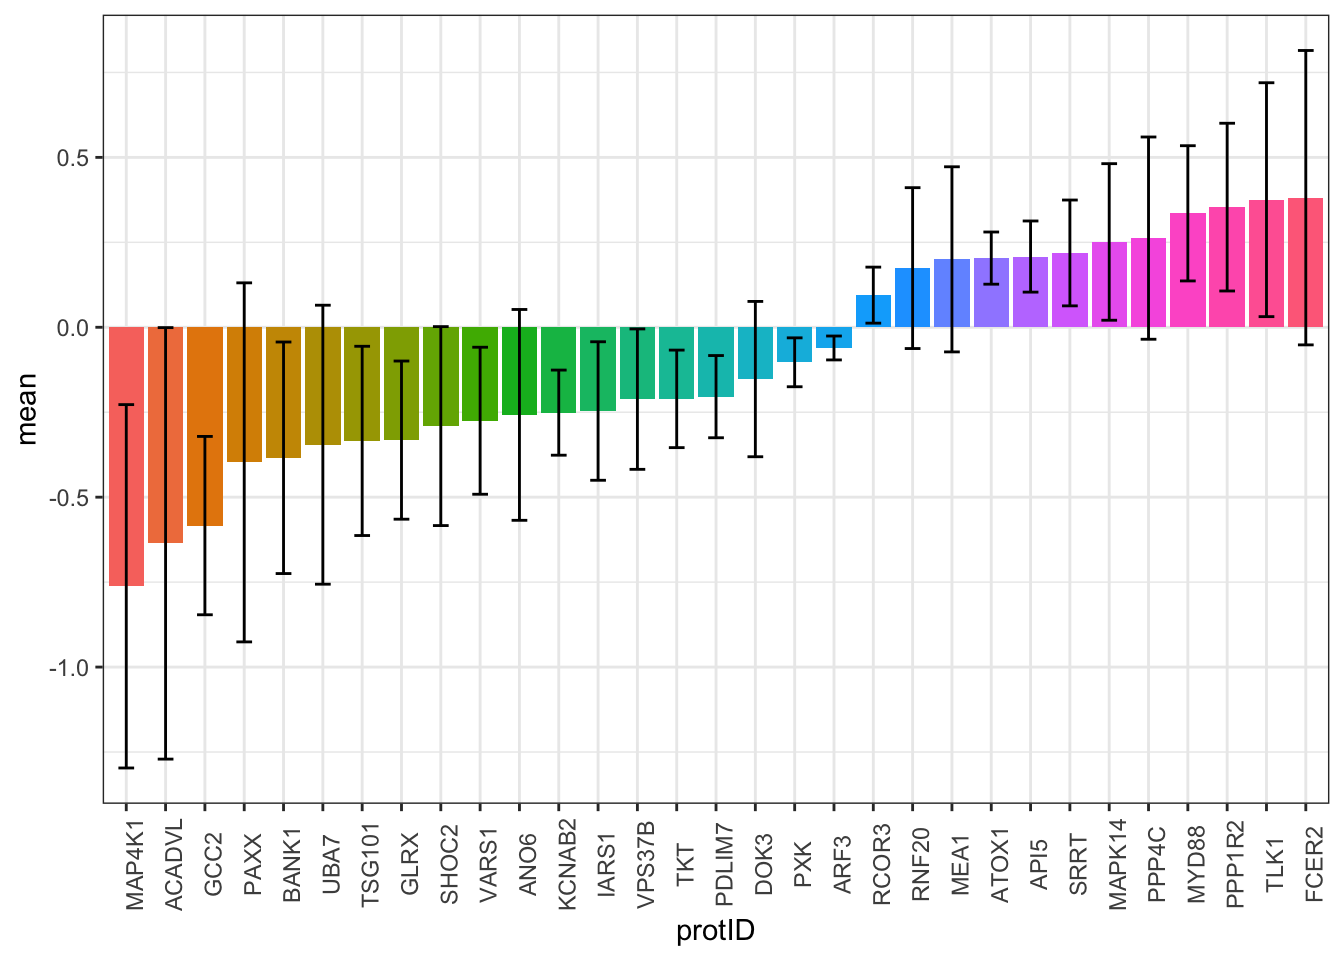 mean
0.5
0.0
-0.5
-1.0
MAP4K1
ACADVL
GCC2
PAXX
BANK1
UBA7
TSG101
GLRX
SHOC2
VARS1
ANO6
KCNAB2
IARS1
VPS37B
TKT
PDLIM7
DOK3
PXK
ARF3
RCOR3
RNF20
MEA1
ATOX1
API5
SRRT
MAPK14
PPP4C
MYD88
PPP1R2
TLK1
FCER2
protID